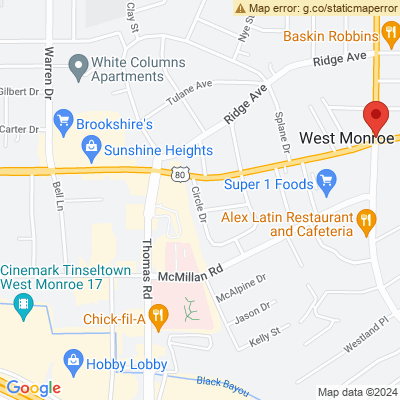 Map error: g.co/staticmaperror
Clay St
Nye St
Baskin Robbins
Warren Dr
White Columns
Apartments
Ridge Ave
Gilbert Dr
Tulane Ave
Ridge Ave
Carter Dr
Brookshire's
Splane Dr
West Monroe
Sunshine Heights
80
Super 1 Foods
Bell Ln
Circle Dr
Alex Latin Restaurant
and Cafeteria
Thomas Rd
Cinemark Tinseltown
West Monroe 17
McMillan Rd
McAlpine Dr
Chick-fil-A
Jason Dr
Kelly St
Westland Pl
Hobby Lobby
Black Bayou
Google
Map data ©2024